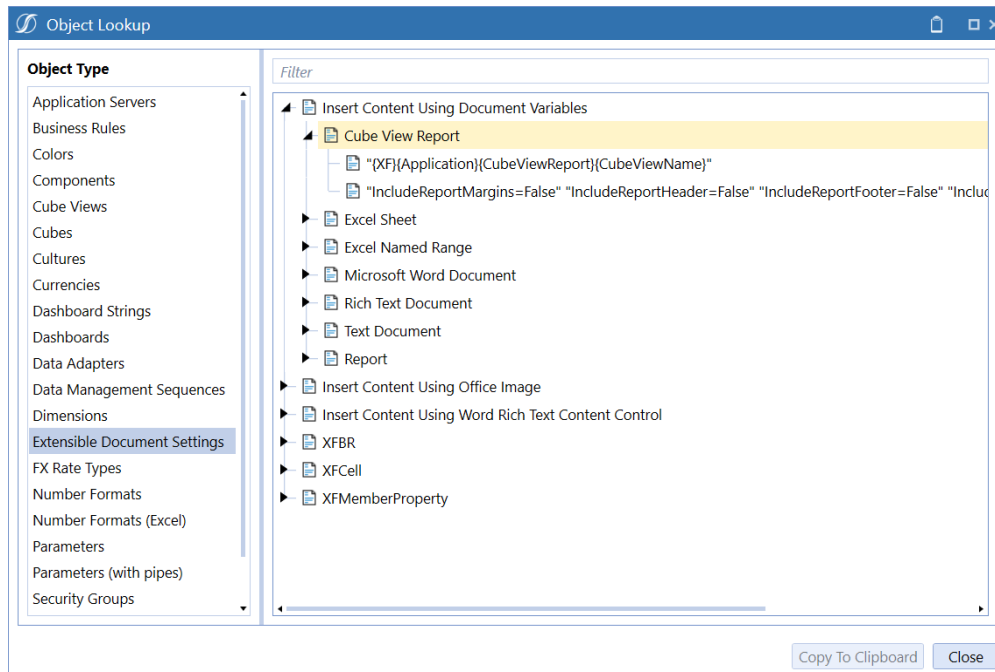 Object Lookup
Object Type
Application Servers
Business Rules
Colors
Components
Cube Views
Cubes
Cultures
Currencies
Dashboard Strings
Dashboards
Data Adapters
Data Management Sequences
Dimensions
Extensible Document Settings
FX Rate Types
Number Formats
Number Formats (Excel)
Parameters
Parameters (with pipes)
Security Groups
Filter
Insert Content Using Document Variables
Cube View Report
"{XF}{Application}{CubeViewReport}{CubeViewName}"
"IncludeReportMargins=False" "IncludeReportHeader=False" "IncludeReportFooter=False" "Includ
Excel Sheet
Excel Named Range
Microsoft Word Document
Rich Text Document
Text Document
Report
Insert Content Using Office Image
Insert Content Using Word Rich Text Content Control
XFBR
XFCell
XFMemberProperty
Copy To Clipboard
Close